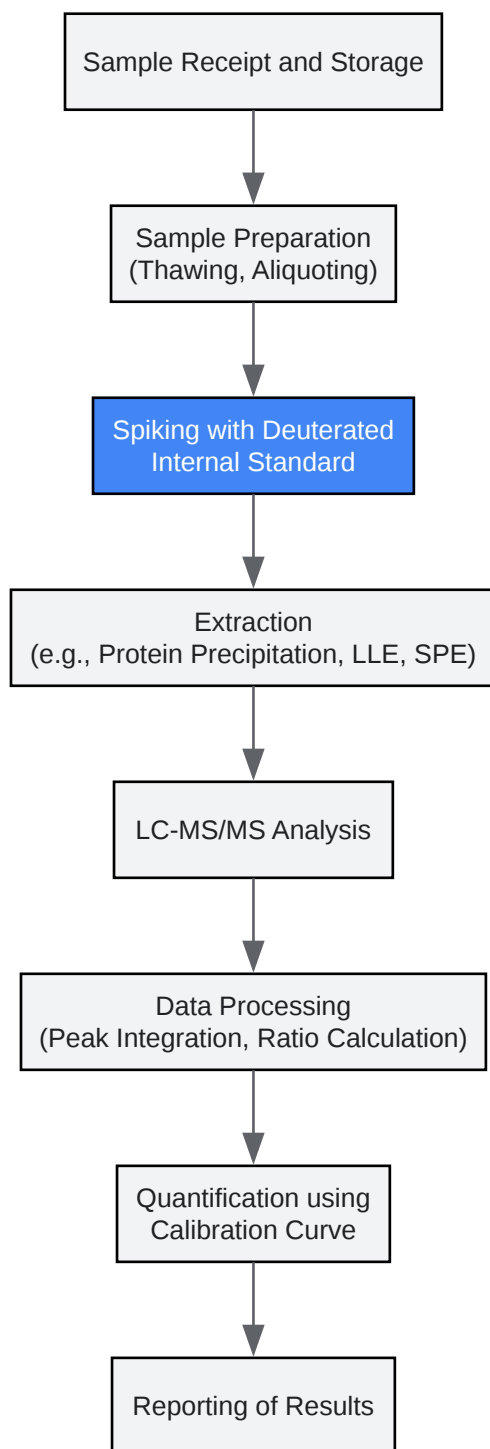 Sample Receipt and Storage
Sample Preparation
(Thawing, Aliquoting)
Spiking with Deuterated
Internal Standard
Extraction
(e.g., Protein Precipitation, LLE, SPE)
LC-MS/MS Analysis
Data Processing
(Peak Integration, Ratio Calculation)
Quantification using
Calibration Curve
Reporting of Results